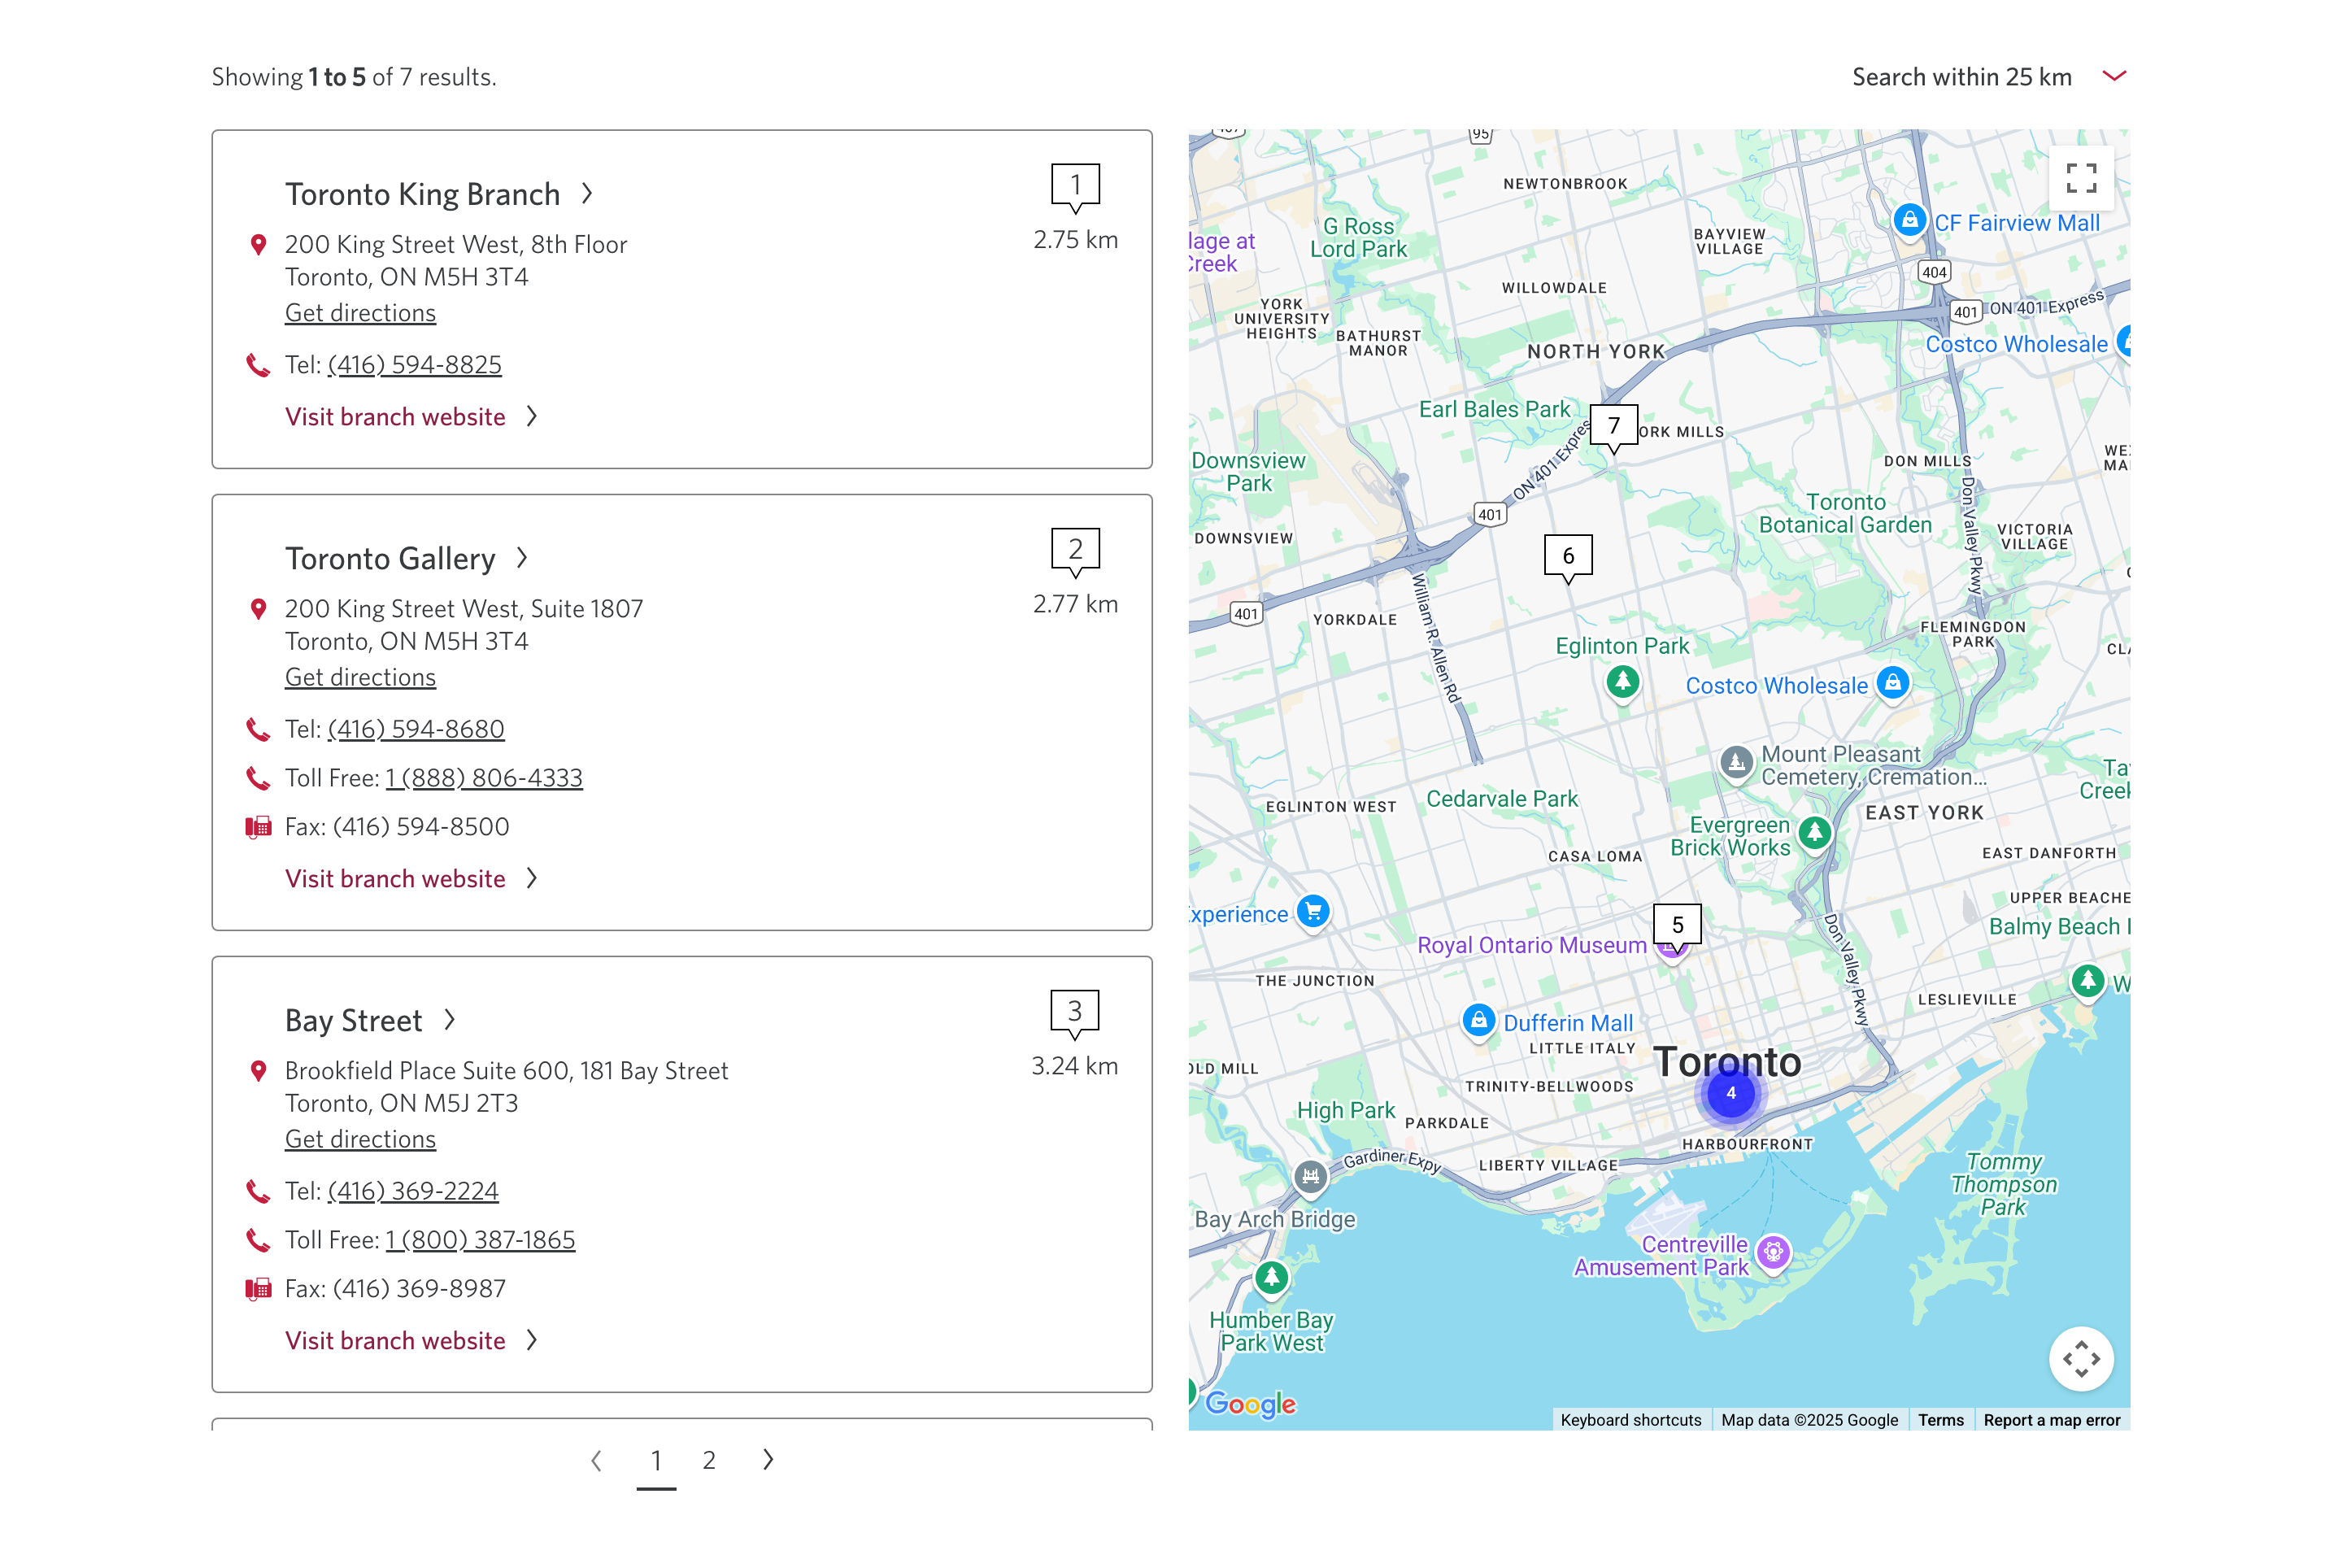 Showing 1 to 5 of 7 results.
Search within 25 km
Toronto King Branch
1
200 King Street West, 8th Floor
2.75 km
Toronto, ON M5H 3T4
Get directions
Tel: (416) 594-8825
Visit branch website
Toronto Gallery
2
200 King Street West, Suite 1807
2.77 km
Toronto, ON M5H 3T4
Get directions
Tel: (416) 594-8680
Toll Free: 1 (888) 806-4333
Fax: (416) 594-8500
Visit branch website
Bay Street
3
Brookfield Place Suite 600, 181 Bay Street
3.24 km
Toronto, ON M5J 2T3
Get directions
Tel: (416) 369-2224
Toll Free: 1 (800) 387-1865
Fax: (416) 369-8987
Visit branch website
1
2
95
NEWTONBROOK
CF Fairview Mall
G Ross
Lord Park
BAYVIEW
VILLAGE
lage at
Creek
404
WILLOWDALE
YORK
UNIVERSITY
HEIGHTS
401
ON 401 Express
BATHURST
MANOR
Costco Wholesale
NORTH YORK
Earl Bales Park
7
ORK MILLS
ON 401 Expres
Downsview
Park
DON MILLS
401
Toronto
Botanical Garden
Don Valley Pkwy
VICTORIA
VILLAGE
DOWNSVIEW
6
William R. Allen Rd
401
YORKDALE
FLEMINGDON
PARK
Eglinton Park
CLA
Costco Wholesale
Mount Pleasant
Cemetery, Cremation...
Creek
EGLINTON WEST
Cedarvale Park
EAST YORK
Evergreen
Brick Works
CASA LOMA
EAST DANFORTH
UPPER BEACHE
xperience
5
Balmy Beach
Royal Ontario Museum
Don Valley Pkwy
THE JUNCTION
W
LESLIEVILLE
Dufferin Mall
LITTLE ITALY
Toronto
OLD MILL
TRINITY-BELLWOODS
4
High Park
PARKDALE
HARBOURFRONT
Gardiner Expy
LIBERTY VILLAGE
Tommy
Thompson
Park
Bay Arch Bridge
Centreville
Amusement Park
Humber Bay
Park West
Google
Keyboard shortcuts
Map data ©2025 Google
Terms
Report a map error